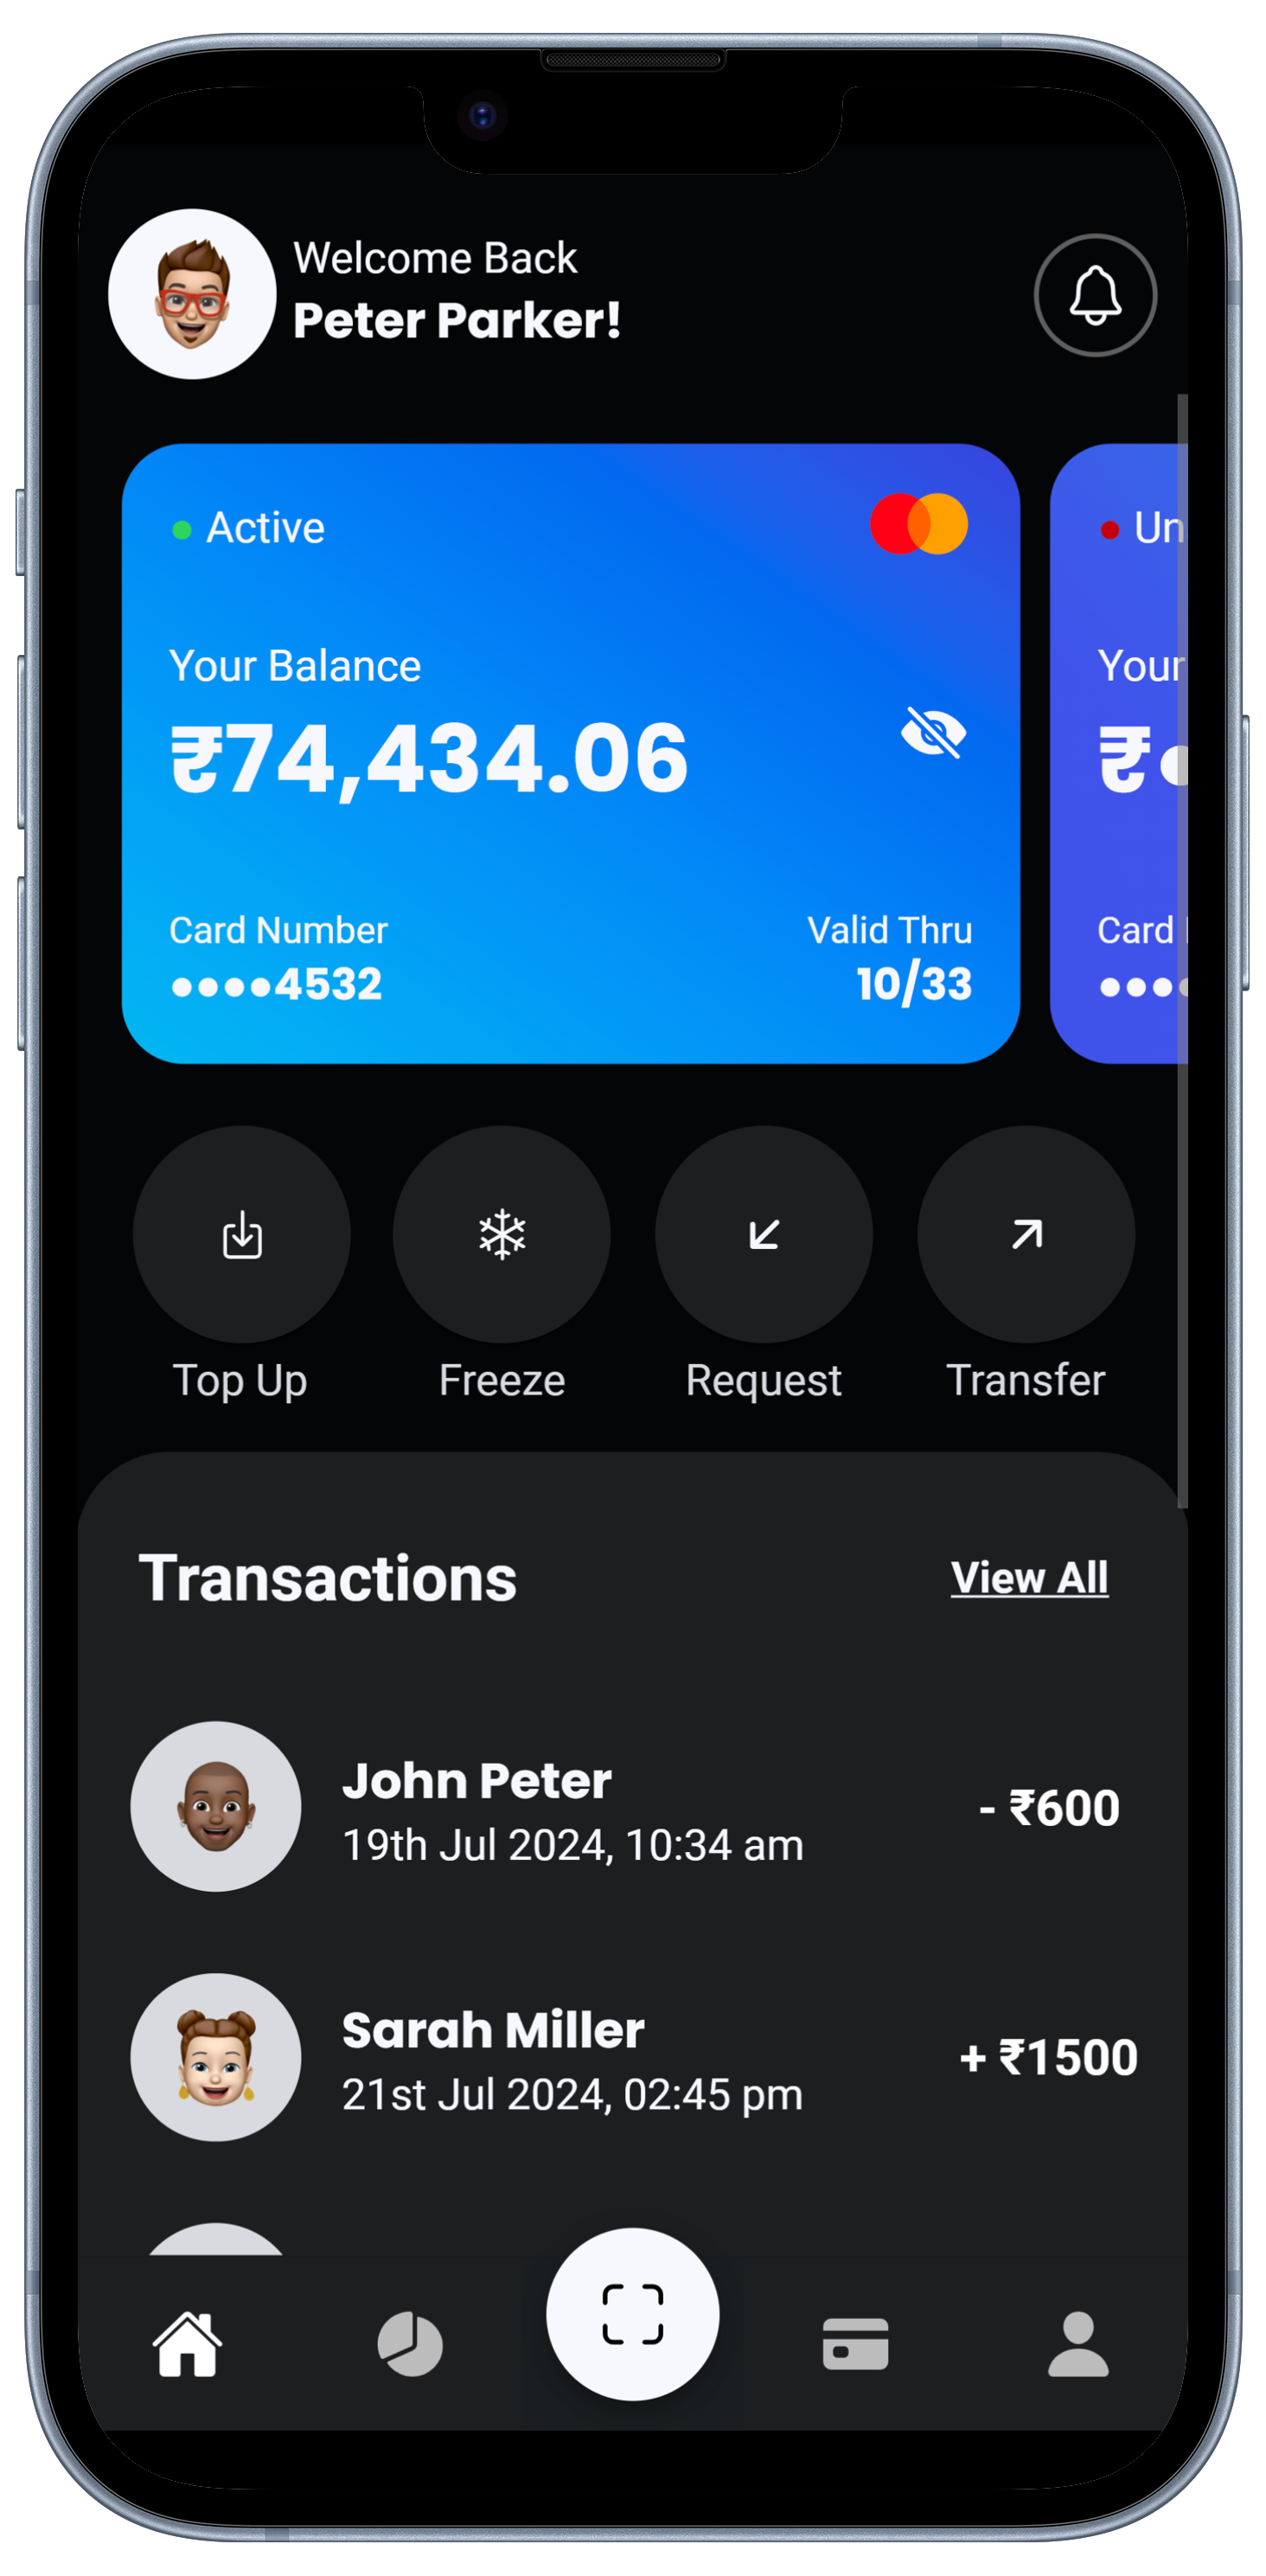 Welcome Back
Peter Parker!
Active
Your Balance
₹74,434.06
Card Number
••••4532
Valid Thru
10/33
Un
Your
₹•
Card
••••
Top Up
Freeze
Request
Transfer
Transactions
View All
John Peter
19th Jul 2024, 10:34 am
- ₹600
Sarah Miller
21st Jul 2024, 02:45 pm
+ ₹1500